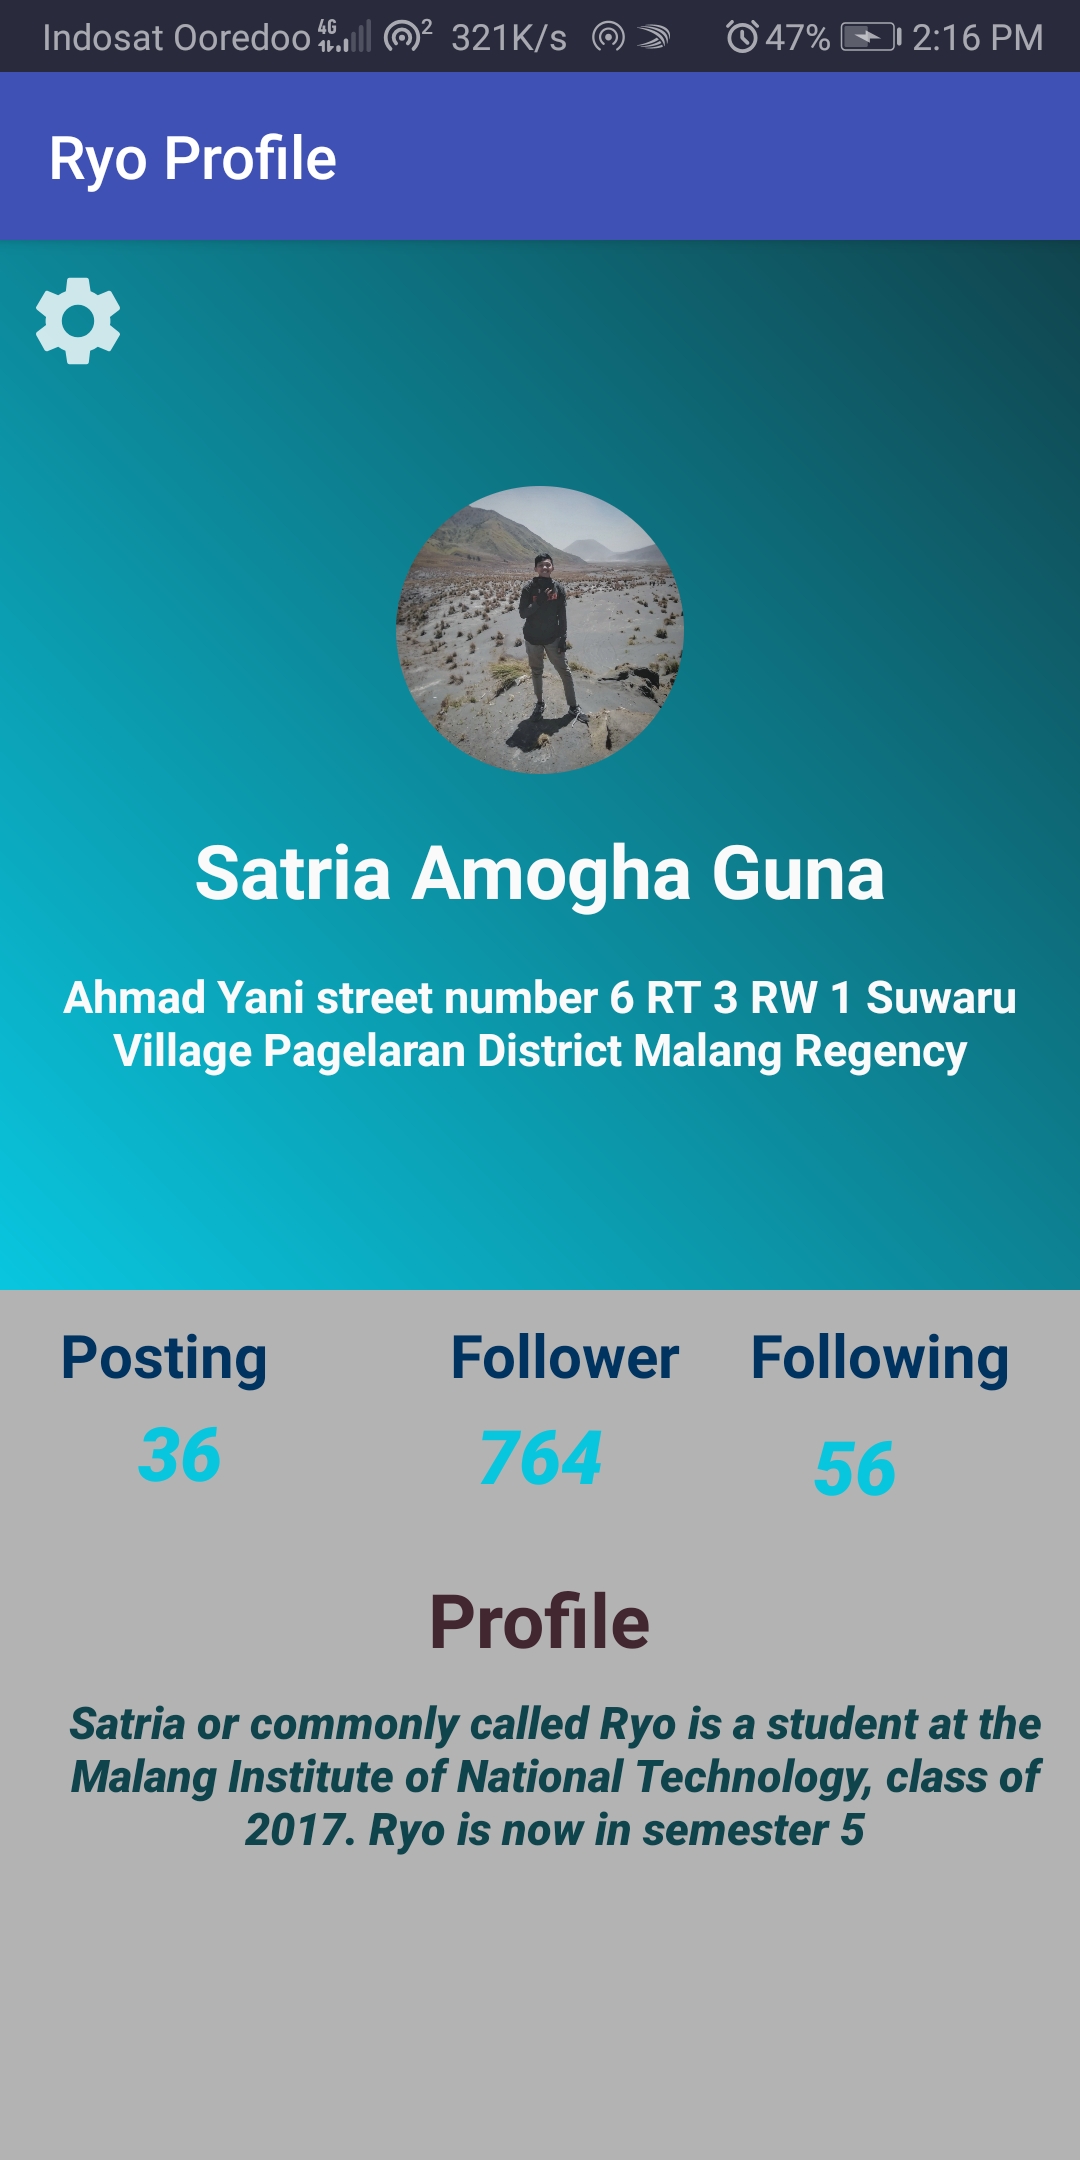 Indosat Ooredoo 4G 2 321K/s 47% 2:16 PM
Ryo Profile
Satria Amogha Guna
Ahmad Yani street number 6 RT 3 RW 1 Suwaru
Village Pagelaran District Malang Regency
Posting Follower Following
36 764 56
Profile
Satria or commonly called Ryo is a student at the
Malang Institute of National Technology, class of
2017. Ryo is now in semester 5